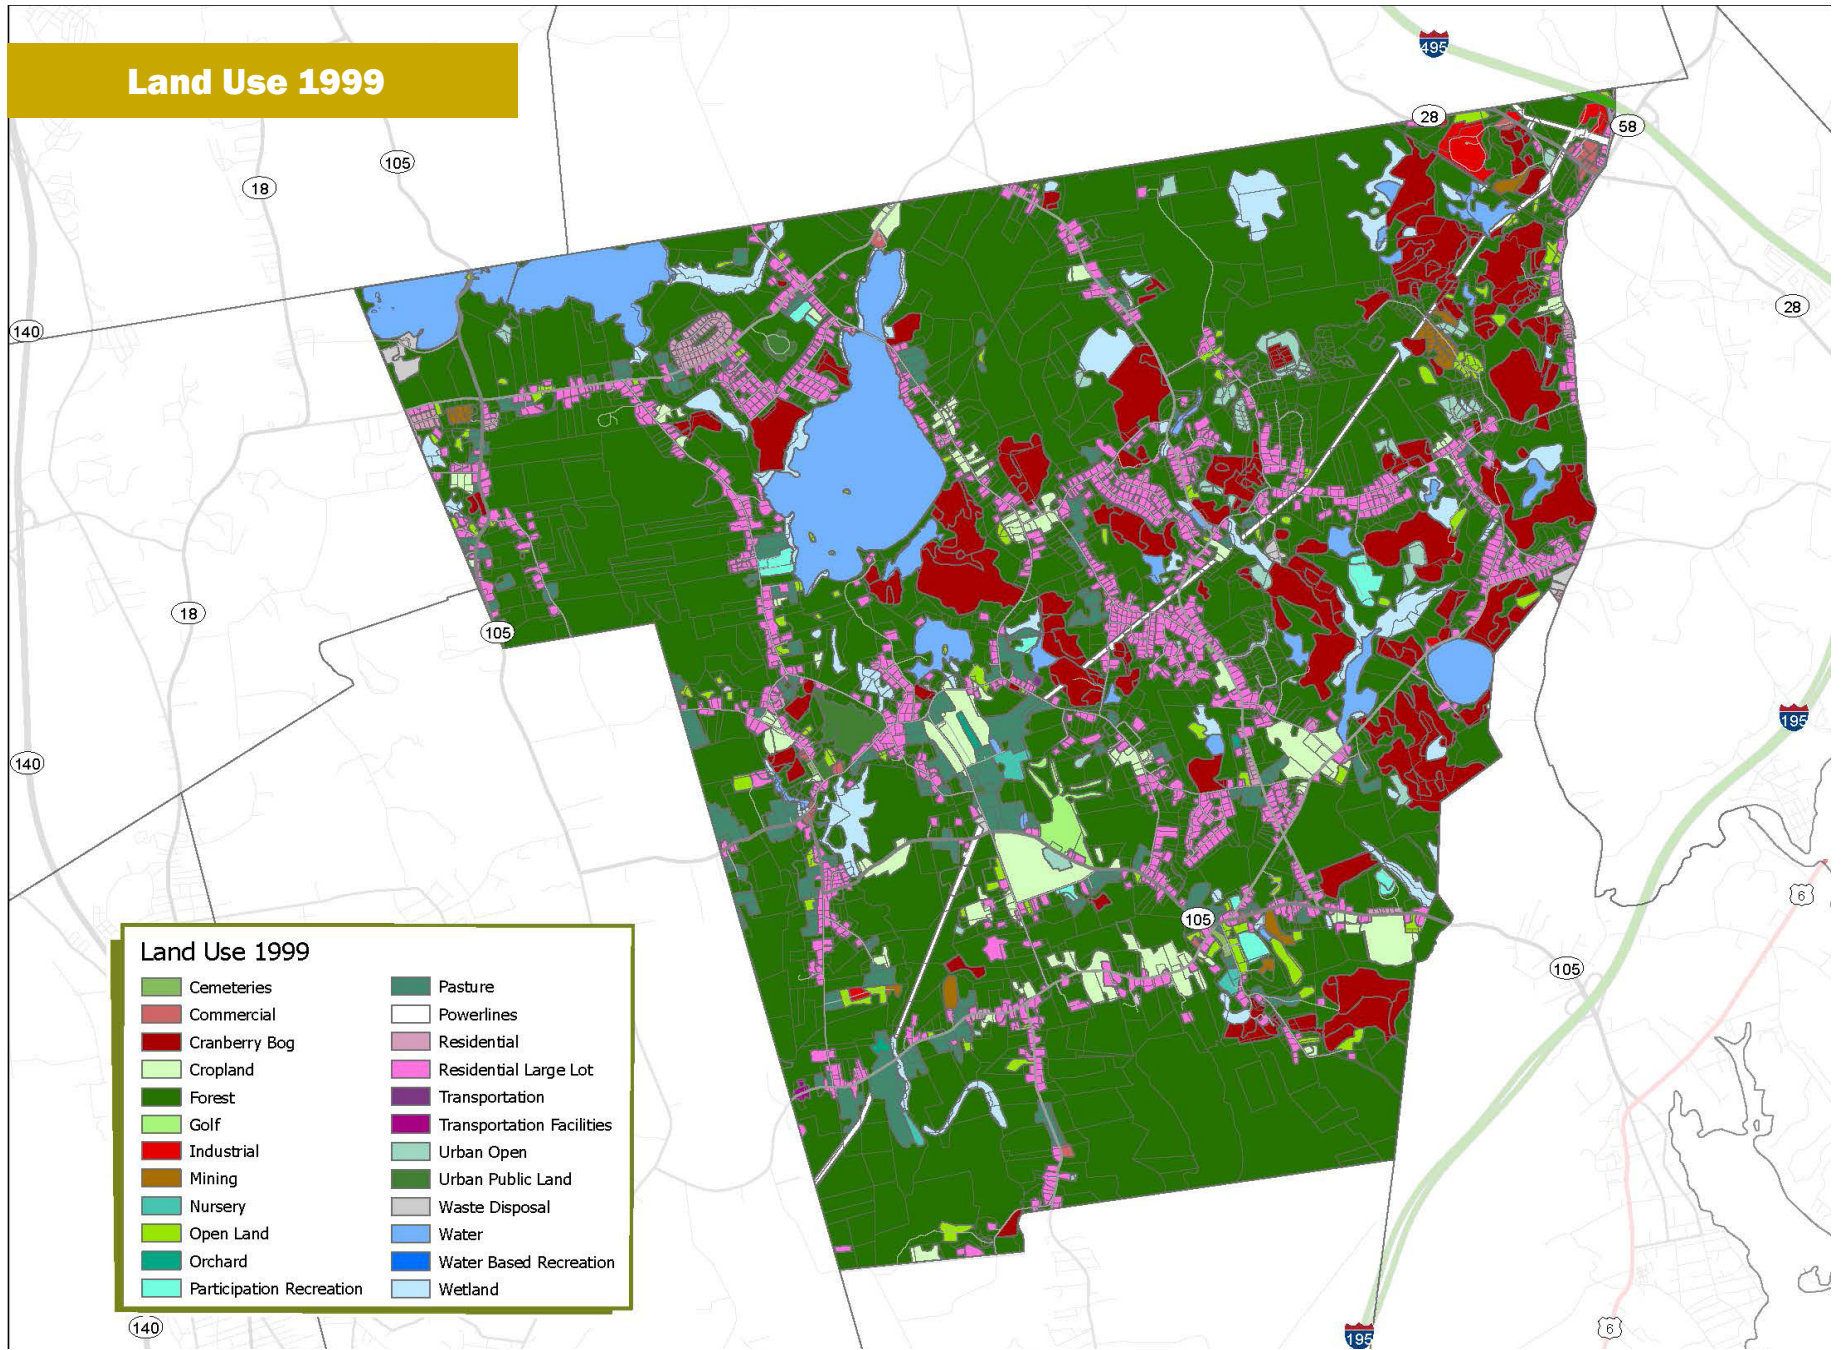 Land Use 1999
495
28
58
105
18
28
140
195
105
18
140
6
105
105
Land Use 1999
Cemeteries
Commercial
Cranberry Bog
Cropland
Forest
Golf
Industrial
Mining
Nursery
Open Land
Orchard
Participation Recreation
Pasture
Powerlines
Residential
Residential Large Lot
Transportation
Transportation Facilities
Urban Open
Urban Public Land
Waste Disposal
Water
Water Based Recreation
Wetland
140
195
6